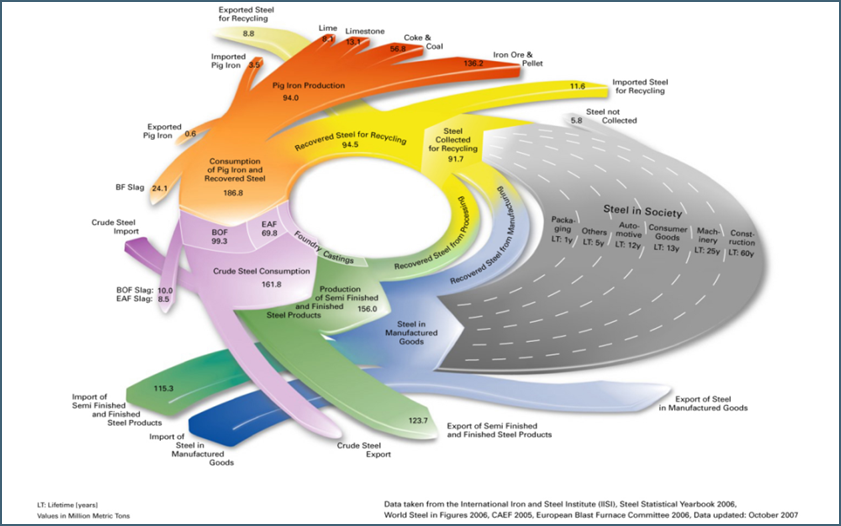 Exported Steel
for Recycling
8.8
Lime
Limestone
13.1
Coke &
Coal
56.8
Iron Ore &
Pellet
136.2
Imported
Pig Iron
3.5
Pig Iron Production
94.0
11.6
Imported Steel
for Recycling
Steel not
Collected
5.8
Exported
Pig Iron
0.6
Recovered Steel for Recycling
94.5
Steel
Collected
for Recycling
91.7
Consumption
of Pig Iron and
Recovered Steel
186.8
BF Slag
24.1
Crude Steel
Import
BOF
99.3
EAF
69.8
Foundry Castings
Recovered Steel from Processing
Recovered Steel from Manufacturing
Steel in Society
Packa-
ging
LT: 1y
Others
LT: 5y
Auto-
motive
LT: 12y
Consumer
Goods
LT: 13y
Mach-
inery
LT: 25y
Const-
ruction
LT: 60y
Crude Steel Consumption
161.8
BOF Slag: 10.0
EAF Slag: 8.5
Production
of Semi Finished
and Finished
Steel Products
156.0
Steel in
Manufactured
Goods
115.3
Import of
Semi Finished
and Finished
Steel Products
Import of
Steel in
Manufactured
Goods
Crude Steel
Export
123.7
Export of Semi Finished
and Finished Steel Products
Export of Steel
in Manufactured Goods
LT: Lifetime [years]
Values in Million Metric Tons
Data taken from the International Iron and Steel Institute (IISI), Steel Statistical Yearbook 2006,
World Steel in Figures 2006, CAEF 2005, European Blast Furnace Committee 2006, Data updated: October 2007